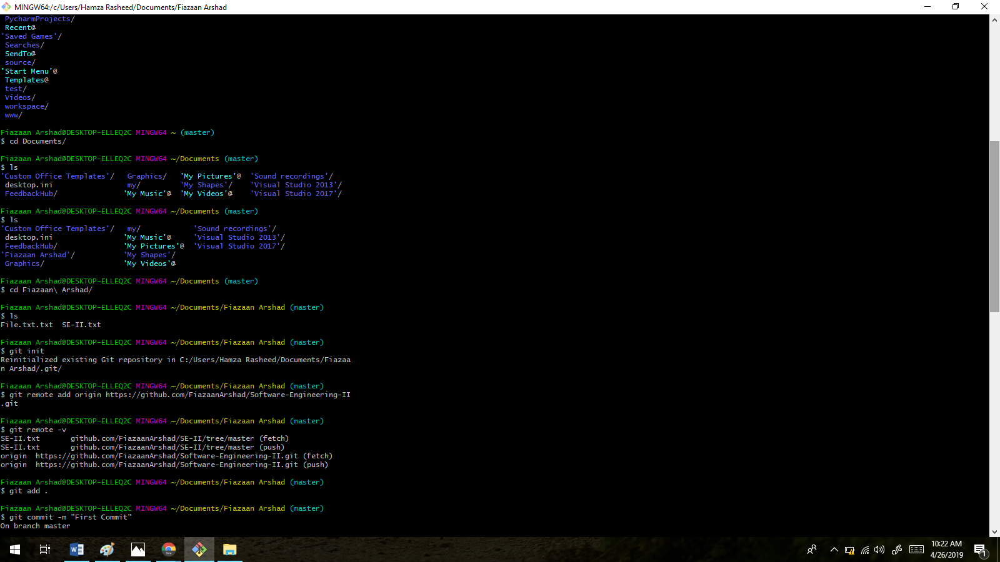 MINGW64:/c/Users/Hamza Rasheed/Documents/Fiazaan Arshad
PycharmProjects/
Recent@
'Saved Games'/
Searches/
SendTo@
source/
'Start Menu'@
Templates@
test/
Videos/
workspace/
www/
Fiazaan Arshad@DESKTOP-ELLEQ2C MINGW64 ~ (master)
$ cd Documents/
Fiazaan Arshad@DESKTOP-ELLEQ2C MINGW64 ~/Documents (master)
$ ls
'Custom Office Templates'/ Graphics/ 'My Pictures'@ 'Sound recordings'/
desktop.ini my/ 'My Shapes'/ 'Visual Studio 2013'/
FeedbackHub/ 'My Music'@ 'My Videos'@ 'Visual Studio 2017'/
Fiazaan Arshad@DESKTOP-ELLEQ2C MINGW64 ~/Documents (master)
$ ls
'Custom Office Templates'/ my/ 'Sound recordings'/
desktop.ini 'My Music'@ 'Visual Studio 2013'/
FeedbackHub/ 'My Pictures'@ 'Visual Studio 2017'/
'Fiazaan Arshad'/ 'My Shapes'/
Graphics/ 'My Videos'@
Fiazaan Arshad@DESKTOP-ELLEQ2C MINGW64 ~/Documents (master)
$ cd Fiazaan\ Arshad/
Fiazaan Arshad@DESKTOP-ELLEQ2C MINGW64 ~/Documents/Fiazaan Arshad (master)
$ ls
File.txt.txt SE-II.txt
Fiazaan Arshad@DESKTOP-ELLEQ2C MINGW64 ~/Documents/Fiazaan Arshad (master)
$ git init
Reinitialized existing Git repository in C:/Users/Hamza Rasheed/Documents/Fiazaa
n Arshad/.git/
Fiazaan Arshad@DESKTOP-ELLEQ2C MINGW64 ~/Documents/Fiazaan Arshad (master)
$ git remote add origin https://github.com/FiazaanArshad/Software-Engineering-II
.git
Fiazaan Arshad@DESKTOP-ELLEQ2C MINGW64 ~/Documents/Fiazaan Arshad (master)
$ git remote -v
SE-II.txt github.com/FiazaanArshad/SE-II/tree/master (fetch)
SE-II.txt github.com/FiazaanArshad/SE-II/tree/master (push)
origin https://github.com/FiazaanArshad/Software-Engineering-II.git (fetch)
origin https://github.com/FiazaanArshad/Software-Engineering-II.git (push)
Fiazaan Arshad@DESKTOP-ELLEQ2C MINGW64 ~/Documents/Fiazaan Arshad (master)
$ git add .
Fiazaan Arshad@DESKTOP-ELLEQ2C MINGW64 ~/Documents/Fiazaan Arshad (master)
$ git commit -m "First Commit"
On branch master
10:22 AM
4/26/2019
1